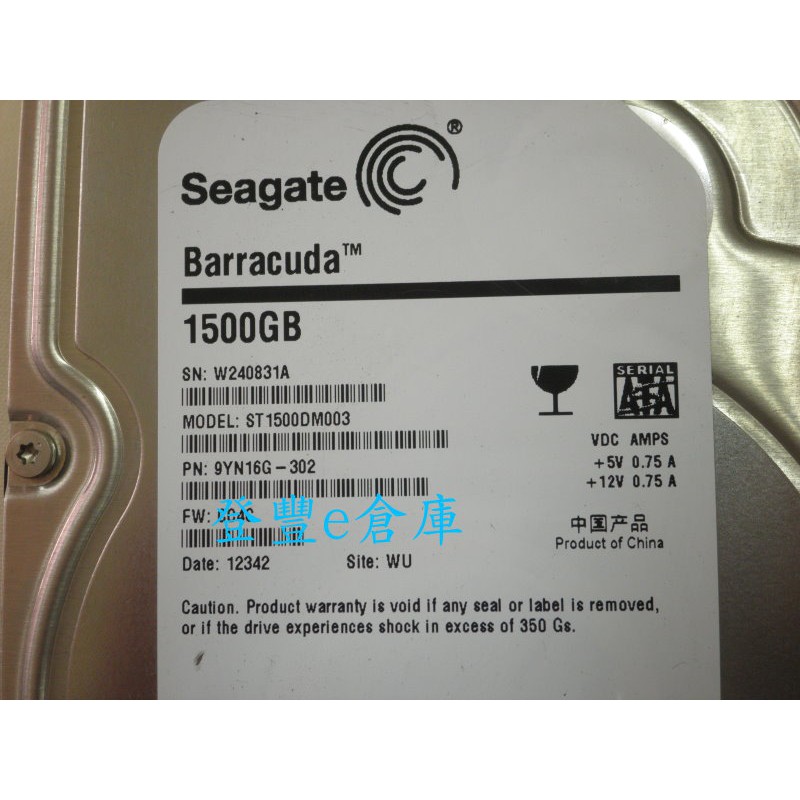 Seagate ®
Barracuda™
1500GB
SN: W240831A
MODEL: ST1500DM003
PN: 9YN16G-302
FW:
登豐e倉庫
Date: 12342 Site: WU
SERIAL
ATA
VDC AMPS
+5V 0.75 A
+12V 0.75 A
中国产品
Product of China
Caution. Product warranty is void if any seal or label is removed,
or if the drive experiences shock in excess of 350 Gs.